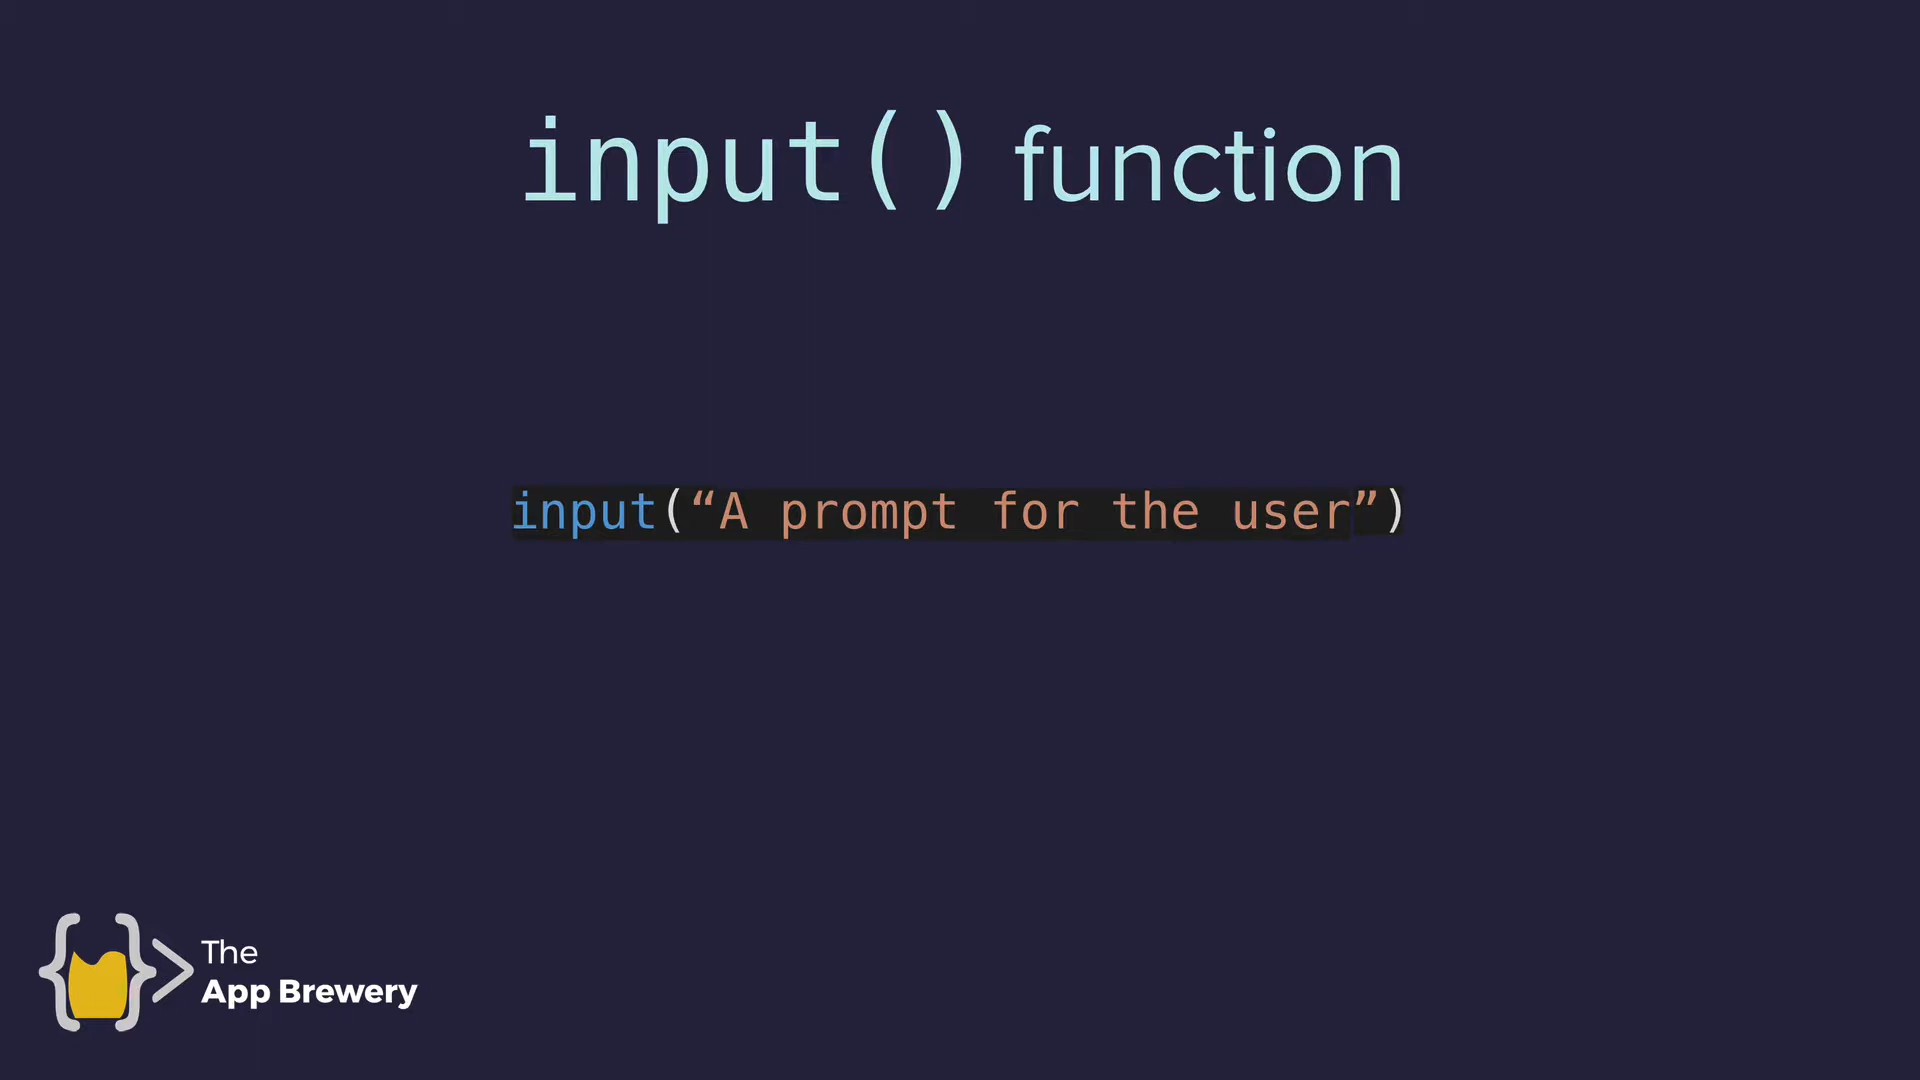 input() function
input(“A prompt for the user”)
The
App Brewery